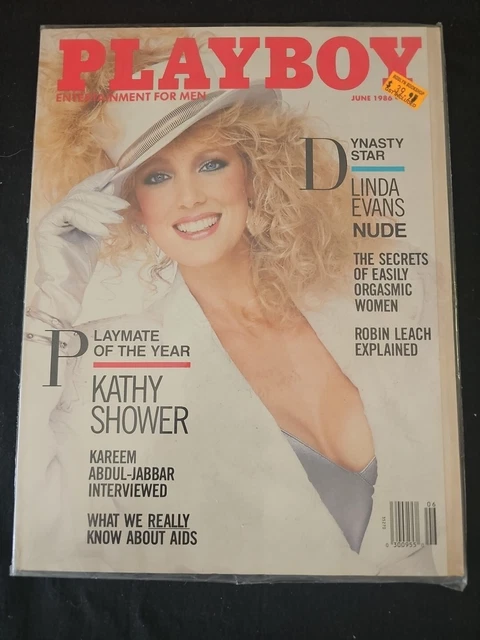 PLAYBOY
ENTERTAINMENT FOR MEN
JUNE 1986
DYNASTY
STAR
LINDA
EVANS
NUDE
THE SECRETS
OF EASILY
ORGASMIC
WOMEN
ROBIN LEACH
EXPLAINED
PLAYMATE
OF THE YEAR
KATHY
SHOWER
KAREEM
ABDUL-JABBAR
INTERVIEWED
WHAT WE REALLY
KNOW ABOUT AIDS
06